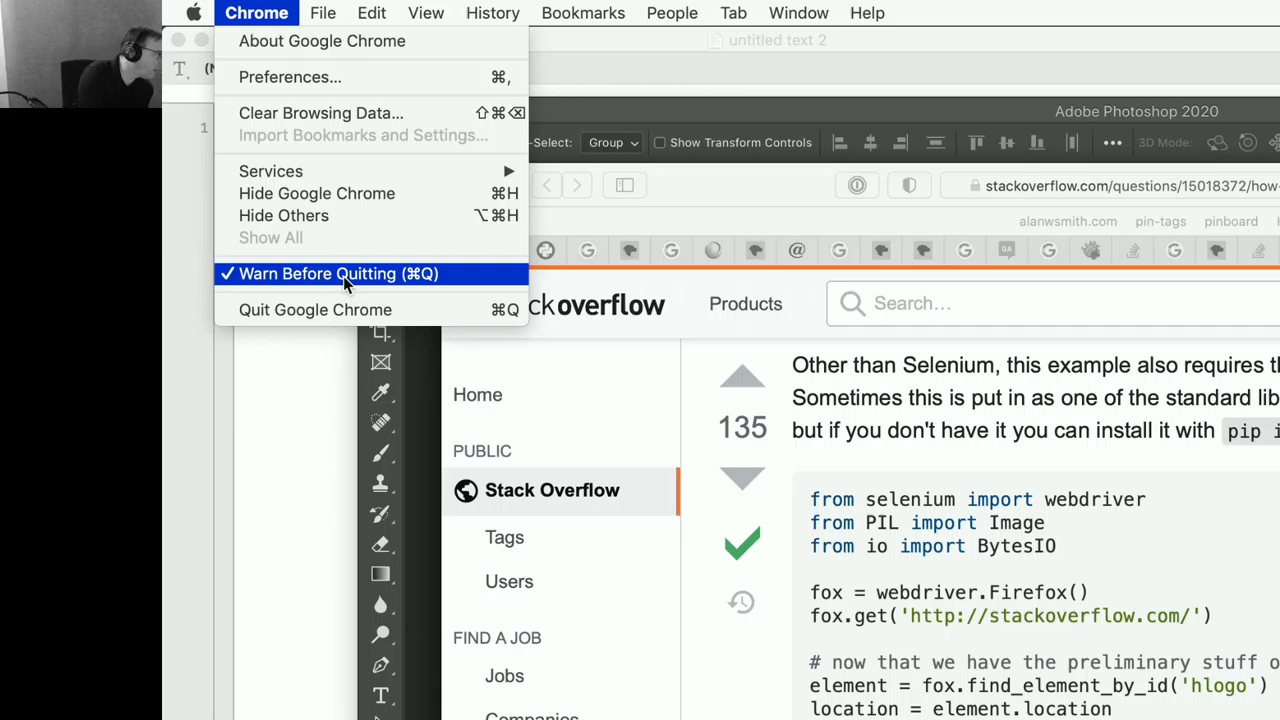 Chrome File Edit View History Bookmarks People Tab Window Help
untitled text 2
About Google Chrome
Preferences... ⌘,
Clear Browsing Data... ⇧⌘⌫
Import Bookmarks and Settings...
Services ▶
Hide Google Chrome ⌘H
Hide Others ⌥⌘H
Show All
✓ Warn Before Quitting (⌘Q)
Quit Google Chrome ⌘Q
1
Adobe Photoshop 2020
-Select: Group Show Transform Controls ••• 3D Mode:
stackoverflow.com/questions/15018372/how-
alanwsmith.com pin-tags pinboard
ckoverflow Products Search...
Home
PUBLIC
Stack Overflow
Tags
Users
FIND A JOB
Jobs
Companies
135
Other than Selenium, this example also requires th
Sometimes this is put in as one of the standard lib
but if you don't have it you can install it with pip i
from selenium import webdriver
from PIL import Image
from io import BytesIO
fox = webdriver.Firefox()
fox.get('http://stackoverflow.com/')
# now that we have the preliminary stuff o
element = fox.find_element_by_id('hlogo')
location = element.location